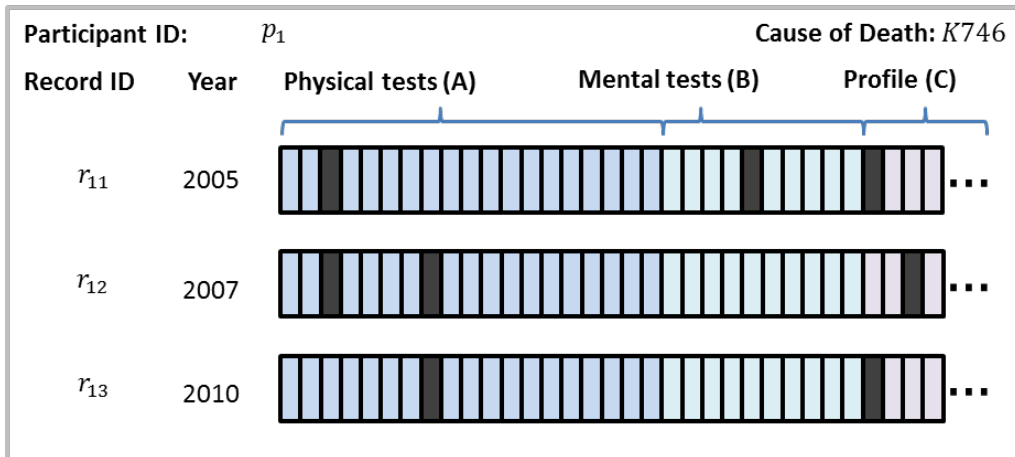 Participant ID: p₁ Cause of Death: K746
Record ID Year Physical tests (A) Mental tests (B) Profile (C)
r₁₁ 2005 ...
r₁₂ 2007 ...
r₁₃ 2010 ...